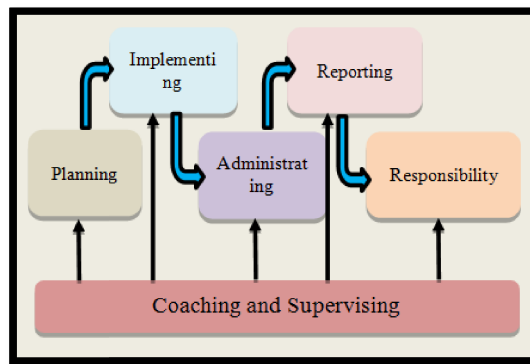 Implementi
ng
Reporting
Planning
Administrat
ing
Responsibility
Coaching and Supervising